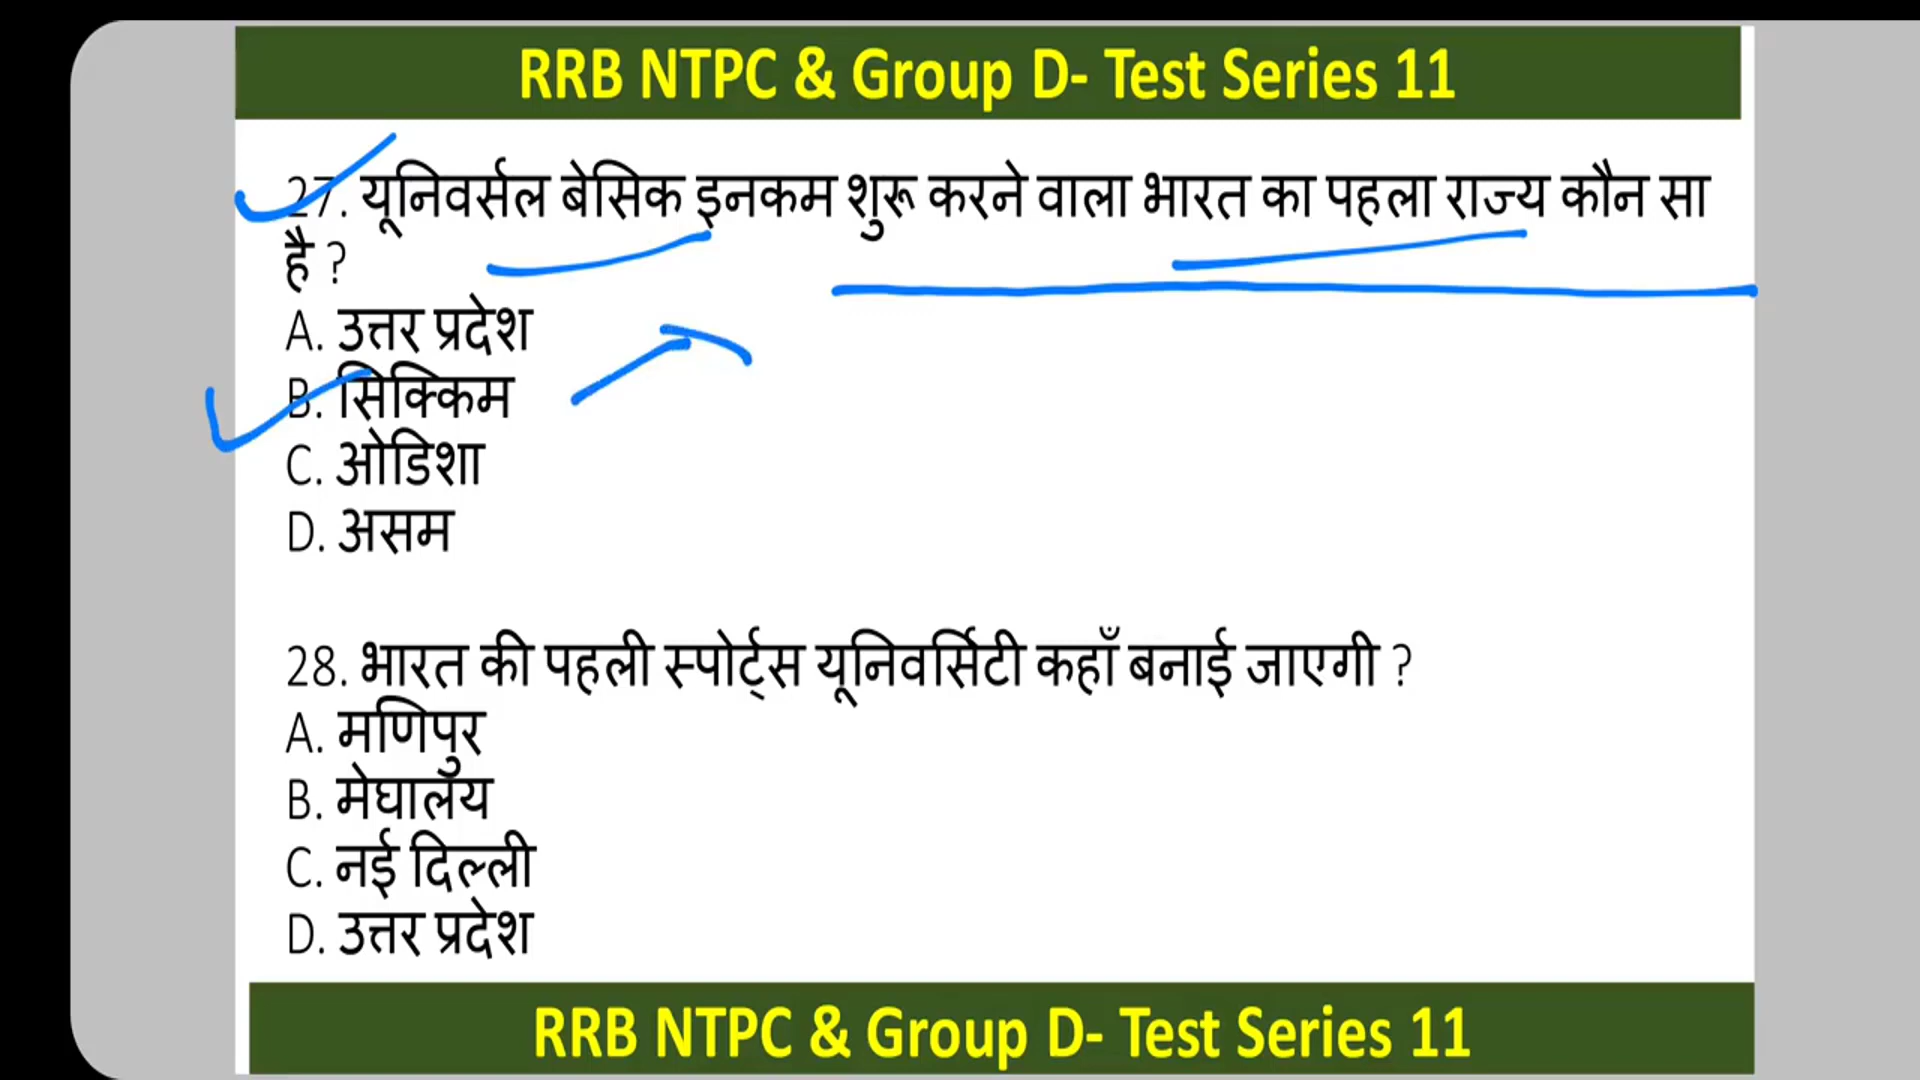 RRB NTPC & Group D- Test Series 11
27. यूनिवर्सल बेसिक इनकम शुरू करने वाला भारत का पहला राज्य कौन सा
है ?
A. उत्तर प्रदेश
B. सिक्किम
C. ओडिशा
D. असम
28. भारत की पहली स्पोर्ट्स यूनिवर्सिटी कहाँ बनाई जाएगी ?
A. मणिपुर
B. मेघालय
C. नई दिल्ली
D. उत्तर प्रदेश
RRB NTPC & Group D- Test Series 11